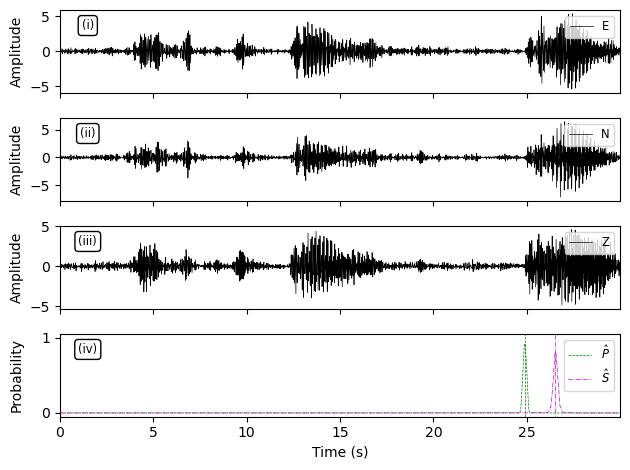 (i)
E
Amplitude
5
0
−5
(ii)
N
Amplitude
5
0
−5
(iii)
Z
Amplitude
5
0
−5
(iv)
P̂
Ŝ
Probability
1
0
0 5 10 15 20 25
Time (s)